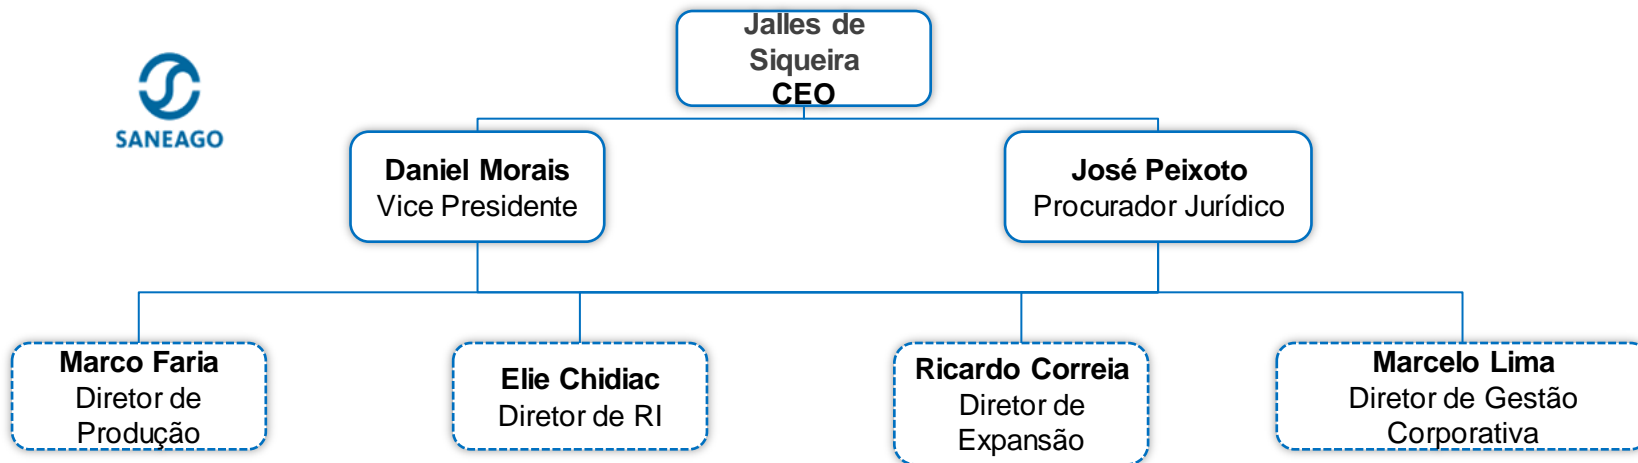 Jalles de
Siqueira
CEO
SANEAGO
Daniel Morais
Vice Presidente
José Peixoto
Procurador Jurídico
Marco Faria
Diretor de
Produção
Elie Chidiac
Diretor de RI
Ricardo Correia
Diretor de
Expansão
Marcelo Lima
Diretor de Gestão
Corporativa